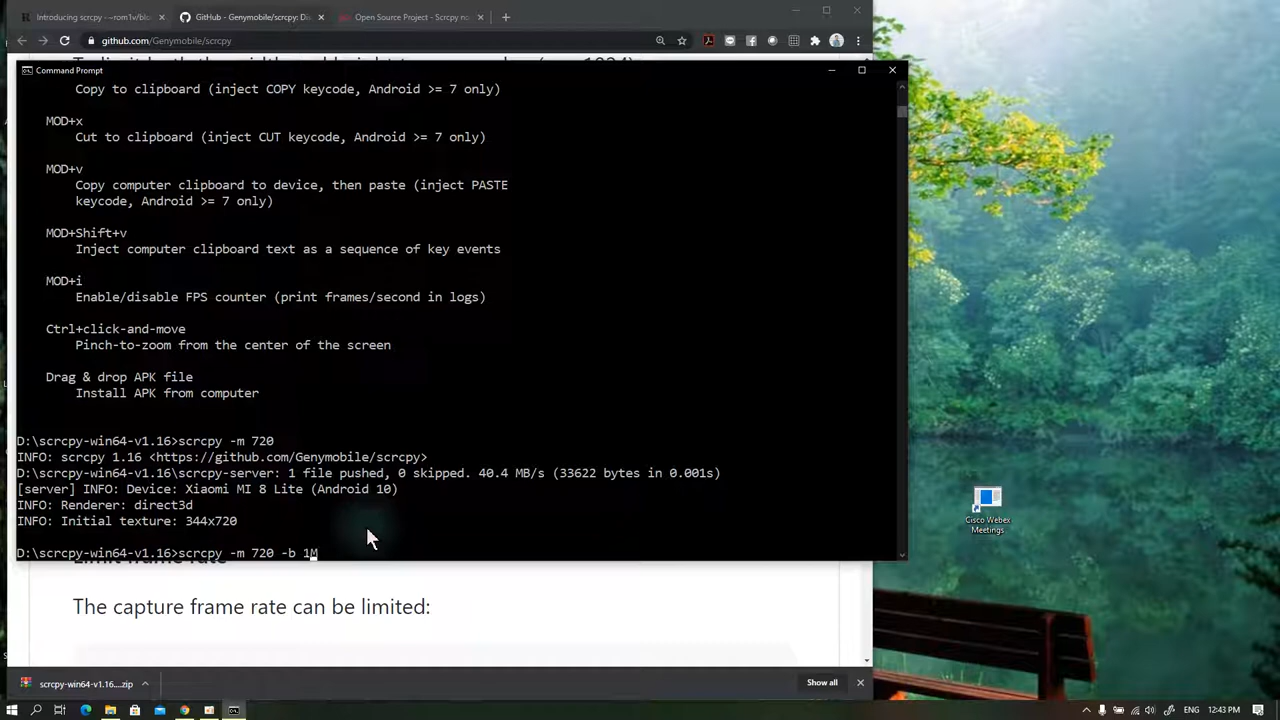 Introducing scrcpy - ~rom1v/blo
GitHub - Genymobile/scrcpy: Di
Open Source Project - Scrcpy no
github.com/Genymobile/scrcpy
Command Prompt
Copy to clipboard (inject COPY keycode, Android >= 7 only)
MOD+x
Cut to clipboard (inject CUT keycode, Android >= 7 only)
MOD+v
Copy computer clipboard to device, then paste (inject PASTE
keycode, Android >= 7 only)
MOD+Shift+v
Inject computer clipboard text as a sequence of key events
MOD+i
Enable/disable FPS counter (print frames/second in logs)
Ctrl+click-and-move
Pinch-to-zoom from the center of the screen
Drag & drop APK file
Install APK from computer
D:\scrcpy-win64-v1.16>scrcpy -m 720
INFO: scrcpy 1.16 <https://github.com/Genymobile/scrcpy>
D:\scrcpy-win64-v1.16\scrcpy-server: 1 file pushed, 0 skipped. 40.4 MB/s (33622 bytes in 0.001s)
[server] INFO: Device: Xiaomi MI 8 Lite (Android 10)
INFO: Renderer: direct3d
INFO: Initial texture: 344x720
D:\scrcpy-win64-v1.16>scrcpy -m 720 -b 1M
Limit frame rate
The capture frame rate can be limited:
scrcpy-win64-v1.16....zip
Show all
Cisco Webex
Meetings
ENG
12:43 PM